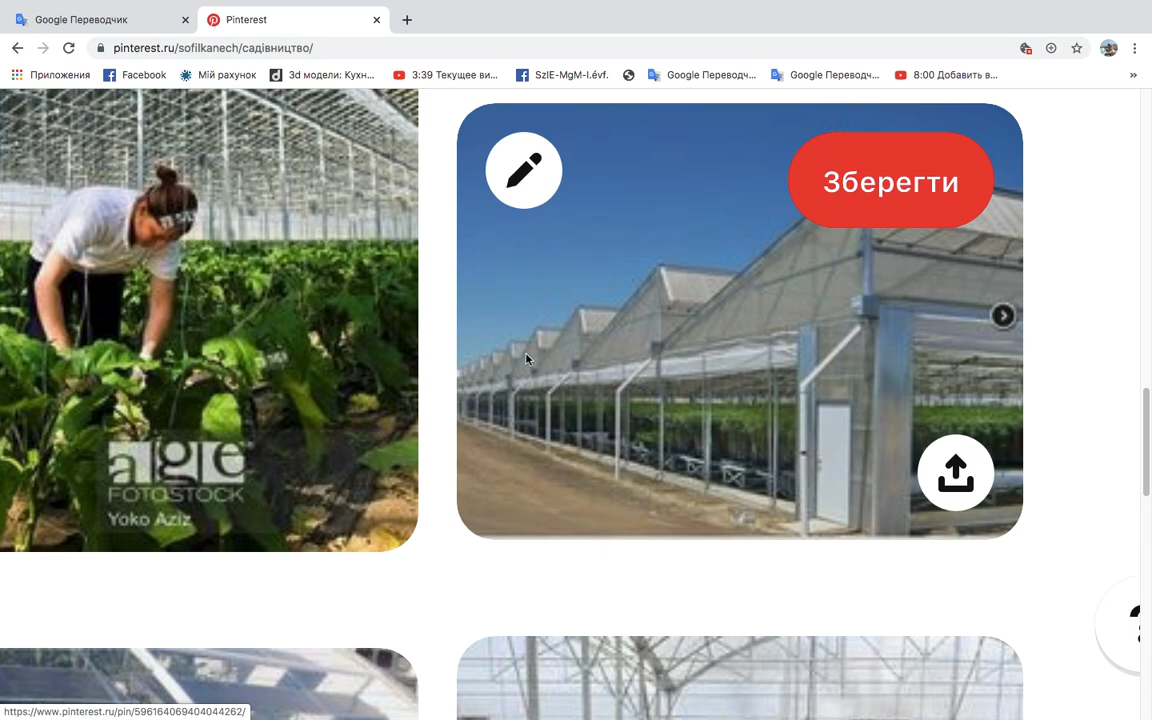 Google Переводчик
Pinterest
pinterest.ru/sofilkanech/садівництво/
Приложения
Facebook
Мій рахунок
3d модели: Кухн...
3:39 Текущее ви...
SzIE-MgM-I.évf.
Google Переводч...
Google Переводч...
8:00 Добавить в...
»
Зберегти
age
FOTOSTOCK
Yoko Aziz
?
https://www.pinterest.ru/pin/596164069404044262/